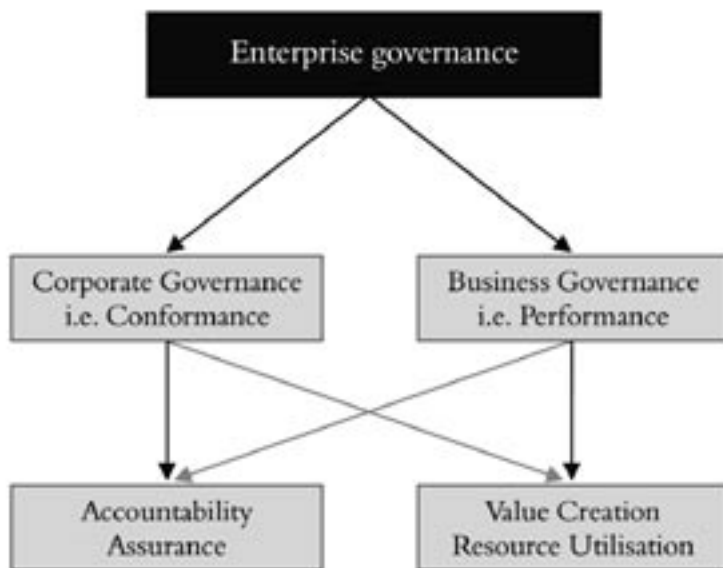 Enterprise governance
Corporate Governance
i.e. Conformance
Business Governance
i.e. Performance
Accountability
Assurance
Value Creation
Resource Utilisation